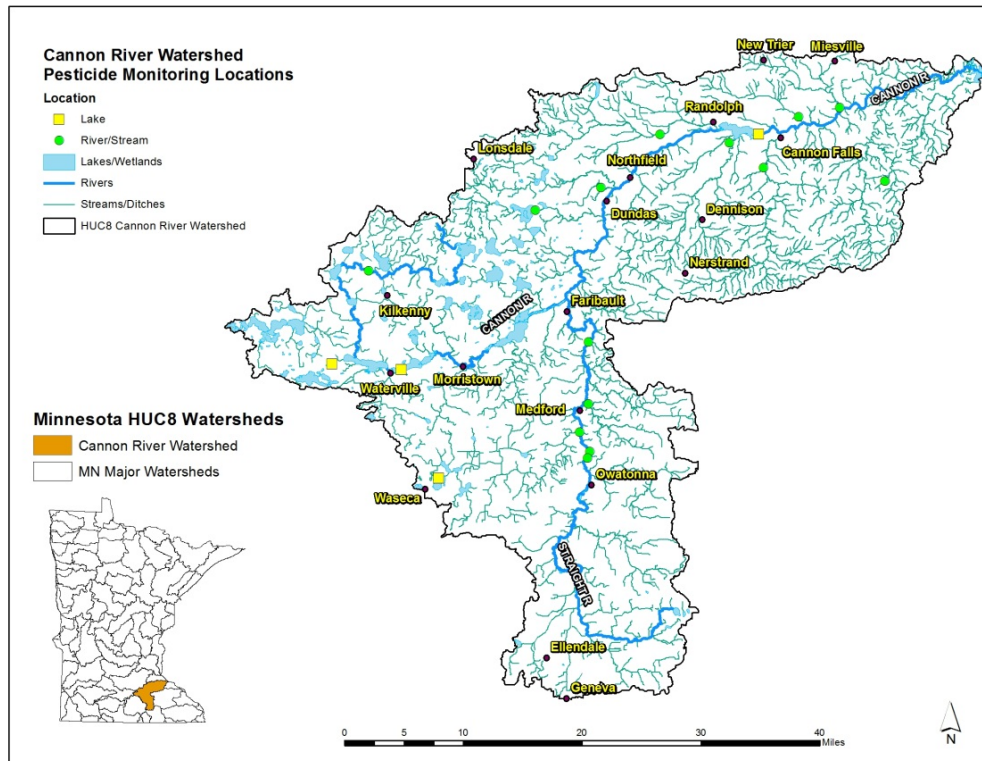 Cannon River Watershed
Pesticide Monitoring Locations
Location
Lake
River/Stream
Lakes/Wetlands
Rivers
Streams/Ditches
HUC8 Cannon River Watershed
New Trier
Miesville
CANNON R
Randolph
Lonsdale
Cannon Falls
Northfield
Dundas
Dennison
Nerstrand
Kilkenny
CANNON R
Faribault
Waterville
Morristown
Medford
Owatonna
Waseca
STRAIGHT R
Ellendale
Geneva
Minnesota HUC8 Watersheds
Cannon River Watershed
MN Major Watersheds
0 5 10 20 30 40
Miles
N